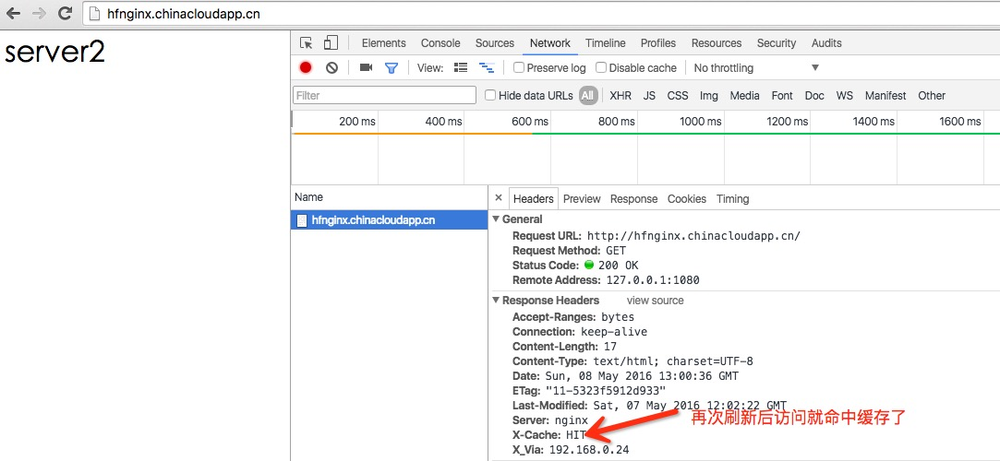 hfnginx.chinacloudapp.cn
server2
Elements Console Sources Network Timeline Profiles Resources Security Audits
View: Preserve log Disable cache No throttling
Filter Hide data URLs All XHR JS CSS Img Media Font Doc WS Manifest Other
200 ms 400 ms 600 ms 800 ms 1000 ms 1200 ms 1400 ms 1600 ms
Name × Headers Preview Response Cookies Timing
hfnginx.chinacloudapp.cn
General
Request URL: http://hfnginx.chinacloudapp.cn/
Request Method: GET
Status Code: 200 OK
Remote Address: 127.0.0.1:1080
Response Headers view source
Accept-Ranges: bytes
Connection: keep-alive
Content-Length: 17
Content-Type: text/html; charset=UTF-8
Date: Sun, 08 May 2016 13:00:36 GMT
ETag: "11-5323f5912d933"
Last-Modified: Sat, 07 May 2016 12:02:22 GMT
Server: nginx
再次刷新后访问就命中缓存了
X-Cache: HIT
X_Via: 192.168.0.24